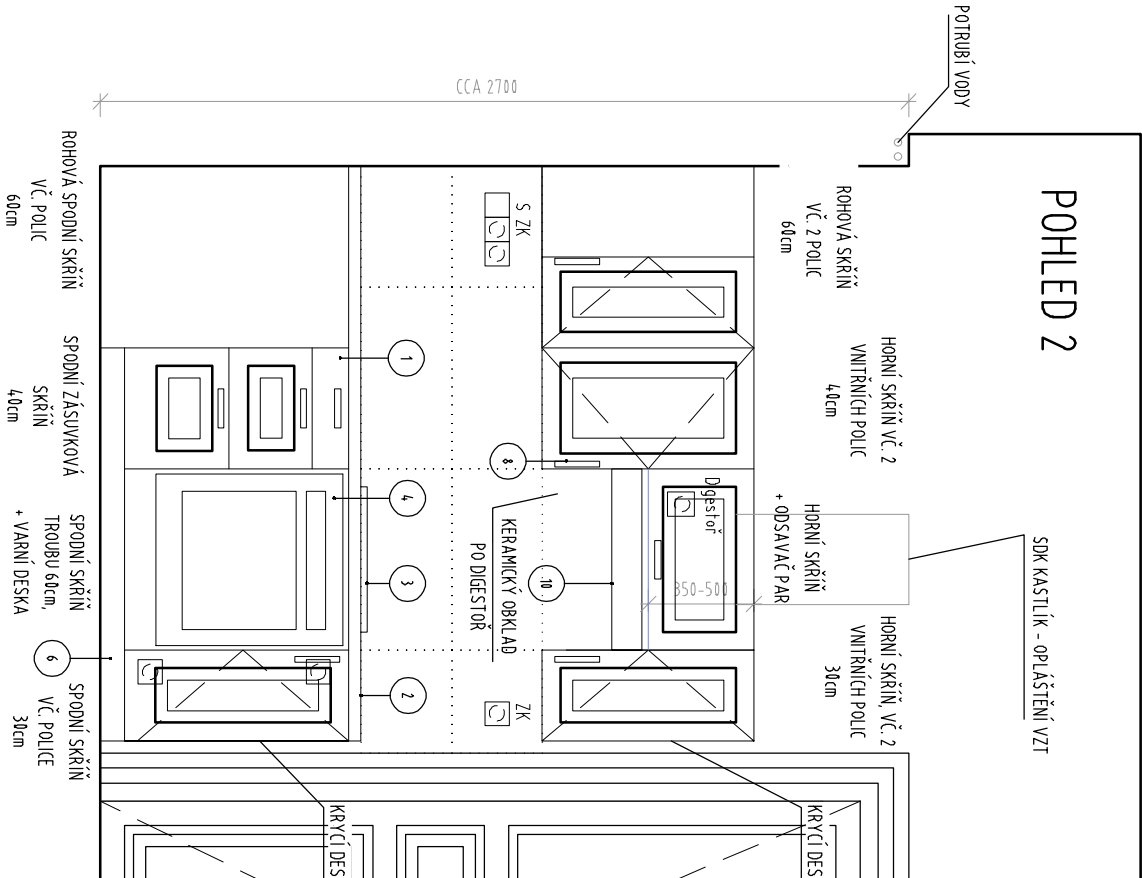 POHLED 2
POTRUBÍ VODY
CCA 2700
SDK KASTLÍK - OPLÁŠTĚNÍ VZT
ROHOVÁ SKŘÍŇ
VČ. 2 POLIC
60cm
HORNÍ SKŘÍŇ VČ. 2
VNITŘNÍCH POLIC
40cm
HORNÍ SKŘÍŇ
+ ODSAVAČ PAR
HORNÍ SKŘÍŇ, VČ. 2
VNITŘNÍCH POLIC
30cm
350-500
Digestoř
S ZK
8
10
KERAMICKÝ OBKLAD
PO DIGESTOŘ
ZK
1
4
3
2
KRYCÍ DES
KRYCÍ DES
ROHOVÁ SPODNÍ SKŘÍŇ
VČ. POLIC
60cm
SPODNÍ ZÁSUVKOVÁ
SKŘÍŇ
40cm
SPODNÍ SKŘÍŇ
TROUBU 60cm,
+ VARNÍ DESKA
6
SPODNÍ SKŘÍŇ
VČ. POLICE
30cm